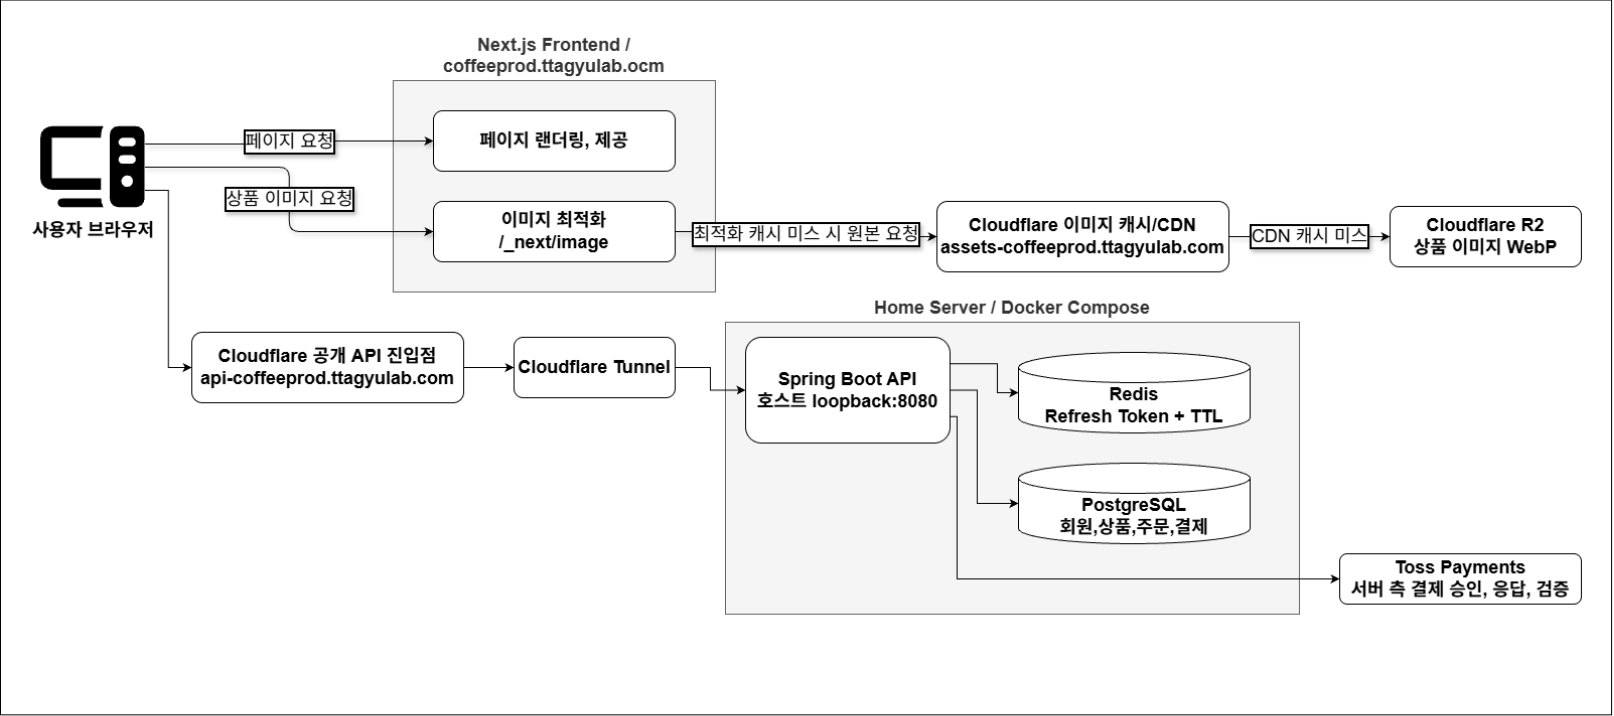 Next.js Frontend /
coffeeprod.ttagyulab.ocm
페이지 요청
페이지 랜더링, 제공
상품 이미지 요청
사용자 브라우저
이미지 최적화
/_next/image
최적화 캐시 미스 시 원본 요청
Cloudflare 이미지 캐시/CDN
assets-coffeeprod.ttagyulab.com
CDN 캐시 미스
Cloudflare R2
상품 이미지 WebP
Home Server / Docker Compose
Cloudflare 공개 API 진입점
api-coffeeprod.ttagyulab.com
Cloudflare Tunnel
Spring Boot API
호스트 loopback:8080
Redis
Refresh Token + TTL
PostgreSQL
회원,상품,주문,결제
Toss Payments
서버 측 결제 승인, 응답, 검증